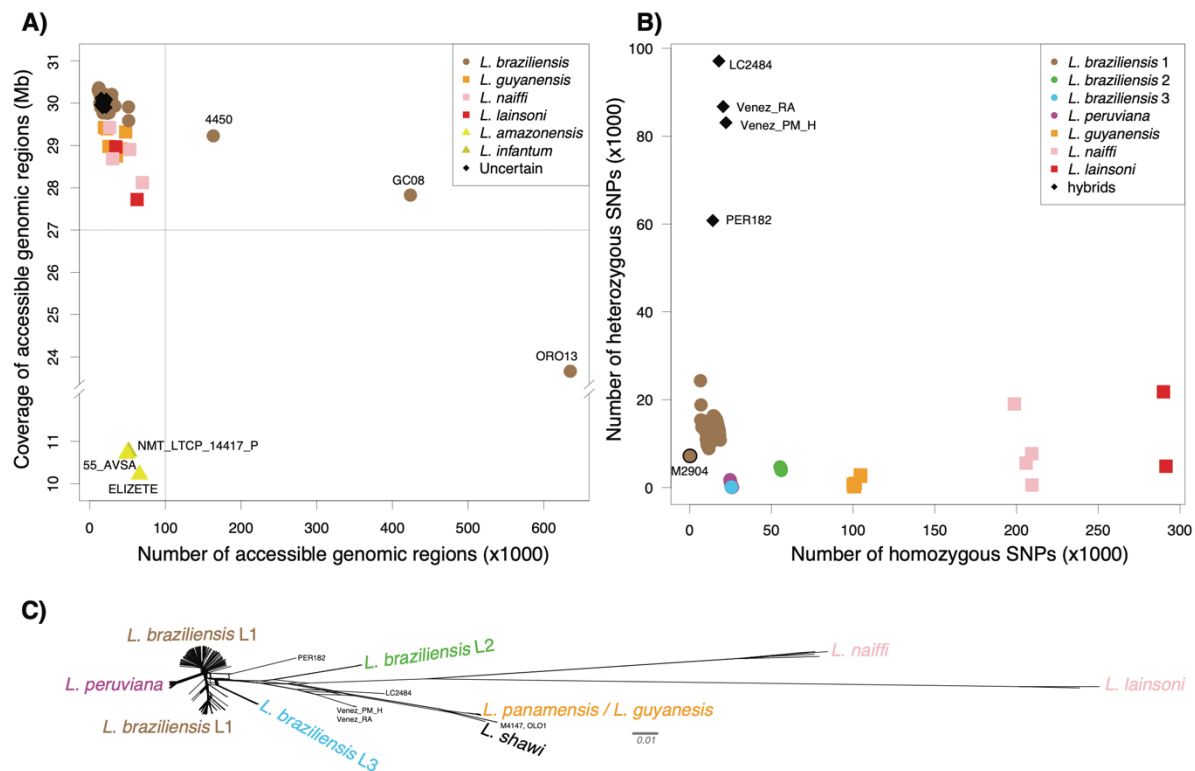 A)
Coverage of accessible genomic regions (Mb)
31
30
29
28
27
26
25
24
11
10
4450
GC08
ORO13
NMT_LTCP_14417_P
55_AVSA
ELIZETE
L. braziliensis
L. guyanensis
L. naiffi
L. lainsoni
L. amazonensis
L. infantum
Uncertain
0 100 200 300 400 500 600
Number of accessible genomic regions (x1000)
B)
Number of heterozygous SNPs (x1000)
100
80
60
40
20
0
LC2484
Venez_RA
Venez_PM_H
PER182
M2904
L. braziliensis 1
L. braziliensis 2
L. braziliensis 3
L. peruviana
L. guyanensis
L. naiffi
L. lainsoni
hybrids
0 50 100 150 200 250 300
Number of homozygous SNPs (x1000)
C)
L. braziliensis L1
PER182
L. braziliensis L2
L. naiffi
L. peruviana
LC2484
L. lainsoni
L. braziliensis L1
L. braziliensis L3
Venez_PM_H
Venez_RA
L. panamensis / L. guyanesis
M4147, OLO1
L. shawi
0.01